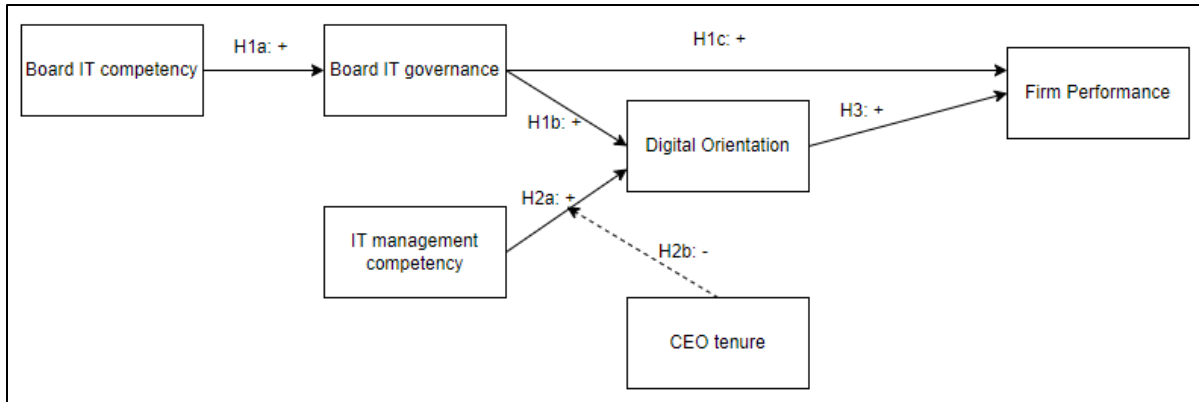 H1a: +
H1c: +
Board IT competency
Board IT governance
Firm Performance
H1b: +
H3: +
Digital Orientation
H2a: +
IT management
competency
H2b: -
CEO tenure